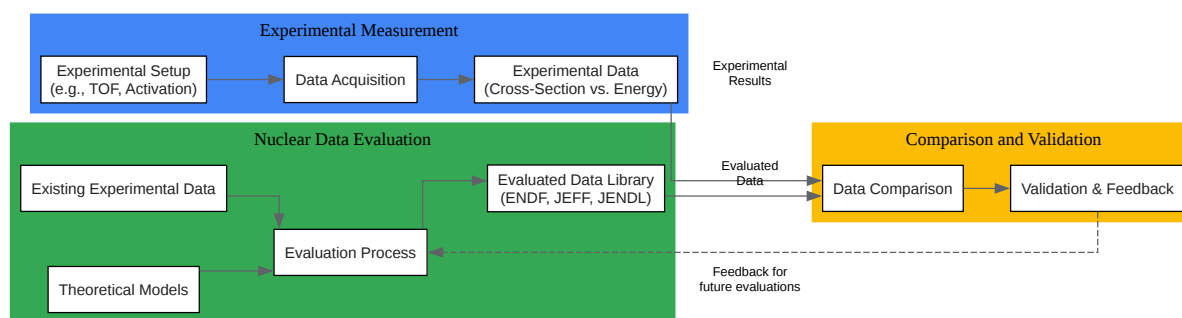 Experimental Measurement
Experimental Setup
(e.g., TOF, Activation)
Data Acquisition
Experimental Data
(Cross-Section vs. Energy)
Experimental
Results
Nuclear Data Evaluation
Existing Experimental Data
Theoretical Models
Evaluation Process
Evaluated Data Library
(ENDF, JEFF, JENDL)
Evaluated
Data
Comparison and Validation
Data Comparison
Validation & Feedback
Feedback for
future evaluations